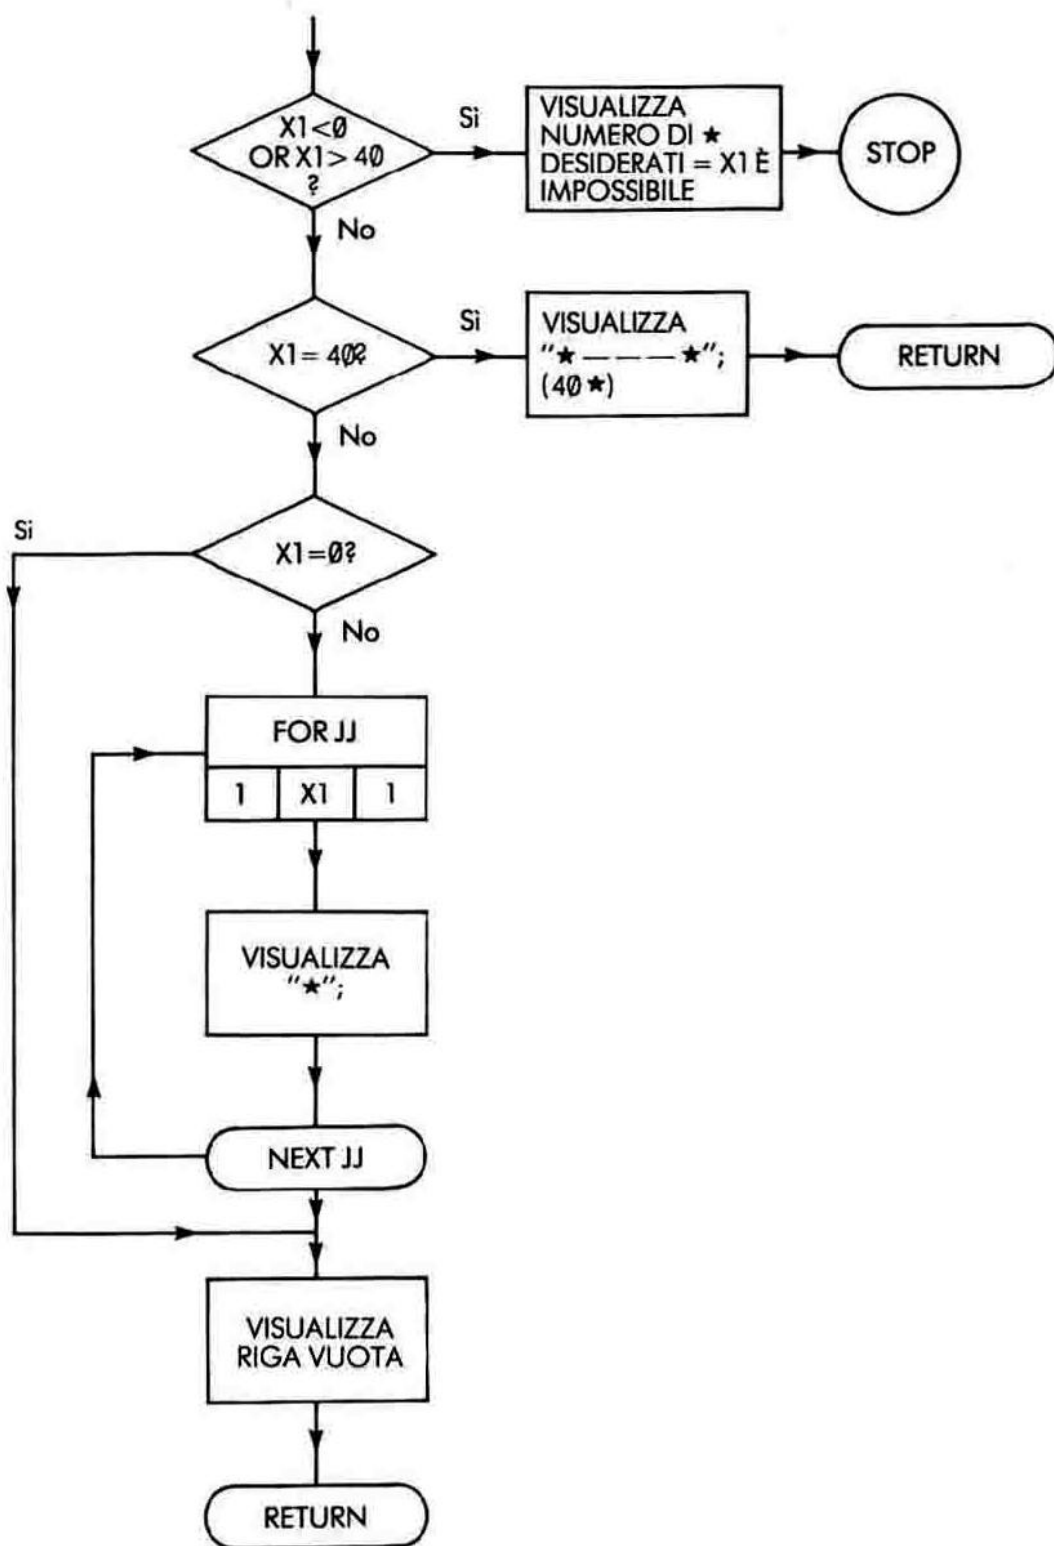 X1<0
OR X1>40
?
Sì
VISUALIZZA
NUMERO DI ★
DESIDERATI = X1 È
IMPOSSIBILE
STOP
No
X1=40?
Sì
VISUALIZZA
"★ — — — ★";
(40 ★)
RETURN
No
Sì
X1=0?
No
FOR JJ
1 X1 1
VISUALIZZA
"★";
NEXT JJ
VISUALIZZA
RIGA VUOTA
RETURN